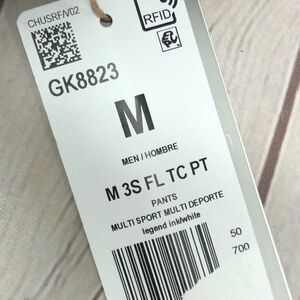 CHUSRF/V02
RFID
GK8823
M
MEN / HOMBRE
M 3S FL TC PT
PANTS
MULTI SPORT MULTI DEPORTE
legend ink/white
50
700